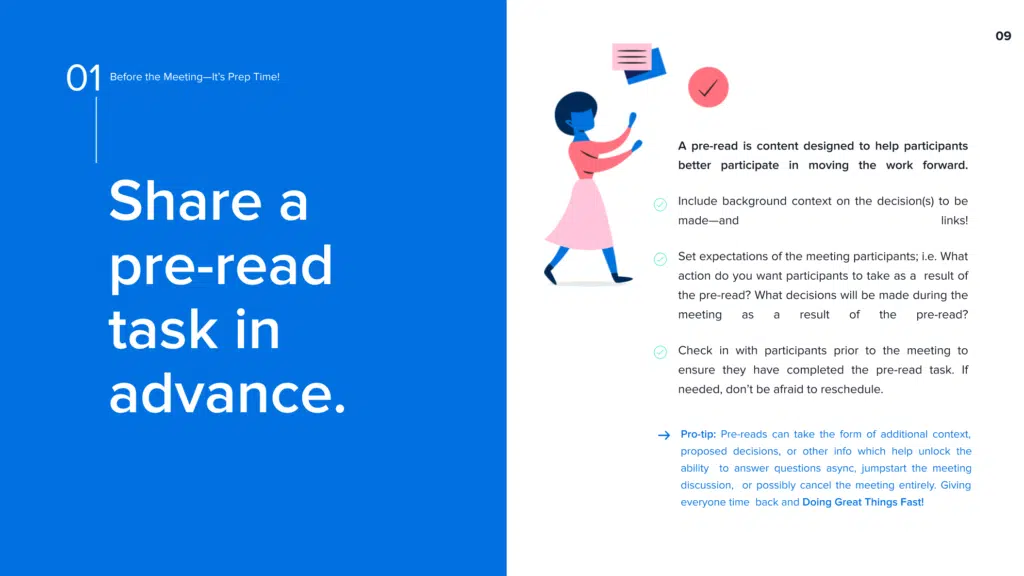 01 Before the Meeting—It's Prep Time!
Share a
pre-read
task in
advance.
09
A pre-read is content designed to help participants
better participate in moving the work forward.
Include background context on the decision(s) to be
made—and links!
Set expectations of the meeting participants; i.e. What
action do you want participants to take as a result of
the pre-read? What decisions will be made during the
meeting as a result of the pre-read?
Check in with participants prior to the meeting to
ensure they have completed the pre-read task. If
needed, don't be afraid to reschedule.
Pro-tip: Pre-reads can take the form of additional context,
proposed decisions, or other info which help unlock the
ability to answer questions async, jumpstart the meeting
discussion, or possibly cancel the meeting entirely. Giving
everyone time back and Doing Great Things Fast!